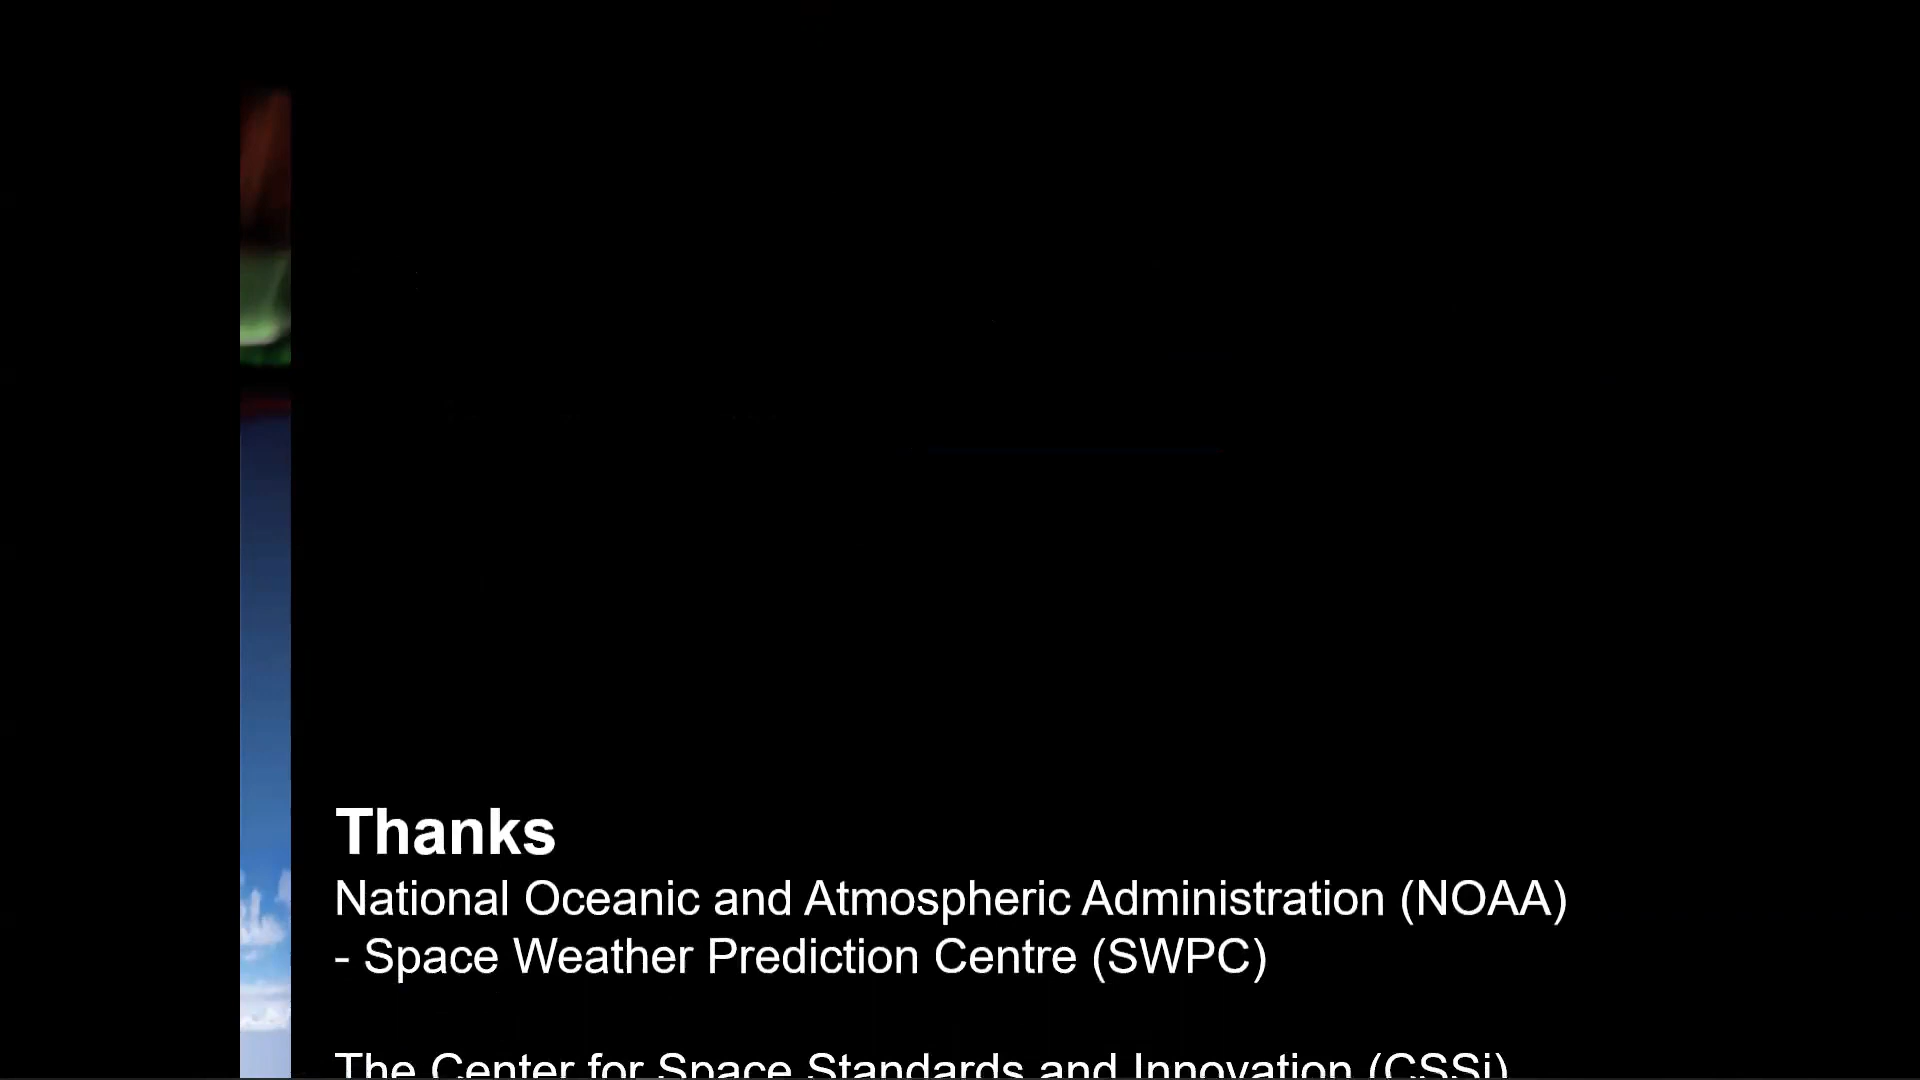 Thanks
National Oceanic and Atmospheric Administration (NOAA)
- Space Weather Prediction Centre (SWPC)
The Center for Space Standards and Innovation (CSSi)